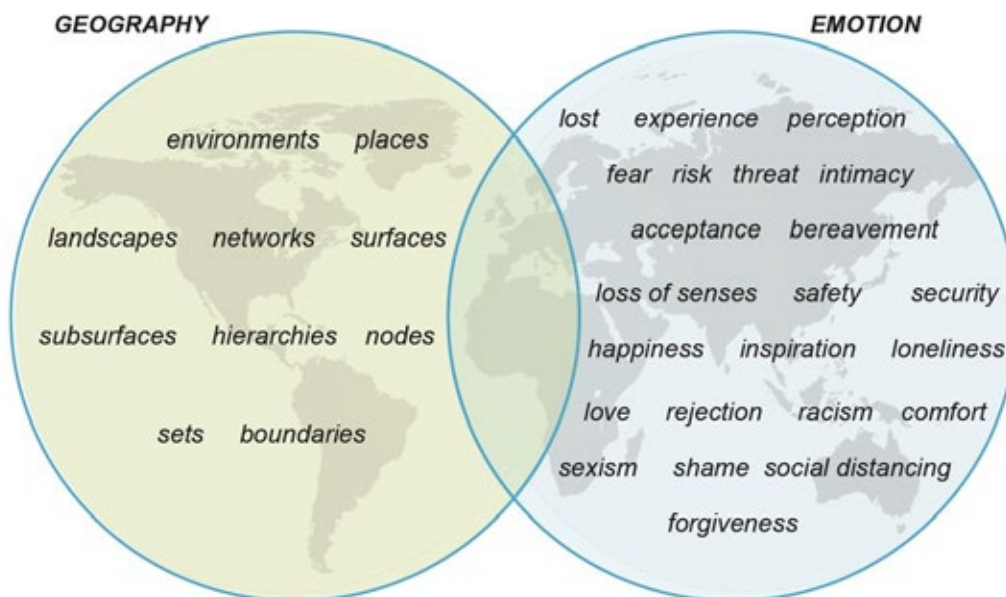 GEOGRAPHY
EMOTION
environments places
landscapes networks surfaces
subsurfaces hierarchies nodes
sets boundaries
lost experience perception
fear risk threat intimacy
acceptance bereavement
loss of senses safety security
happiness inspiration loneliness
love rejection racism comfort
sexism shame social distancing
forgiveness